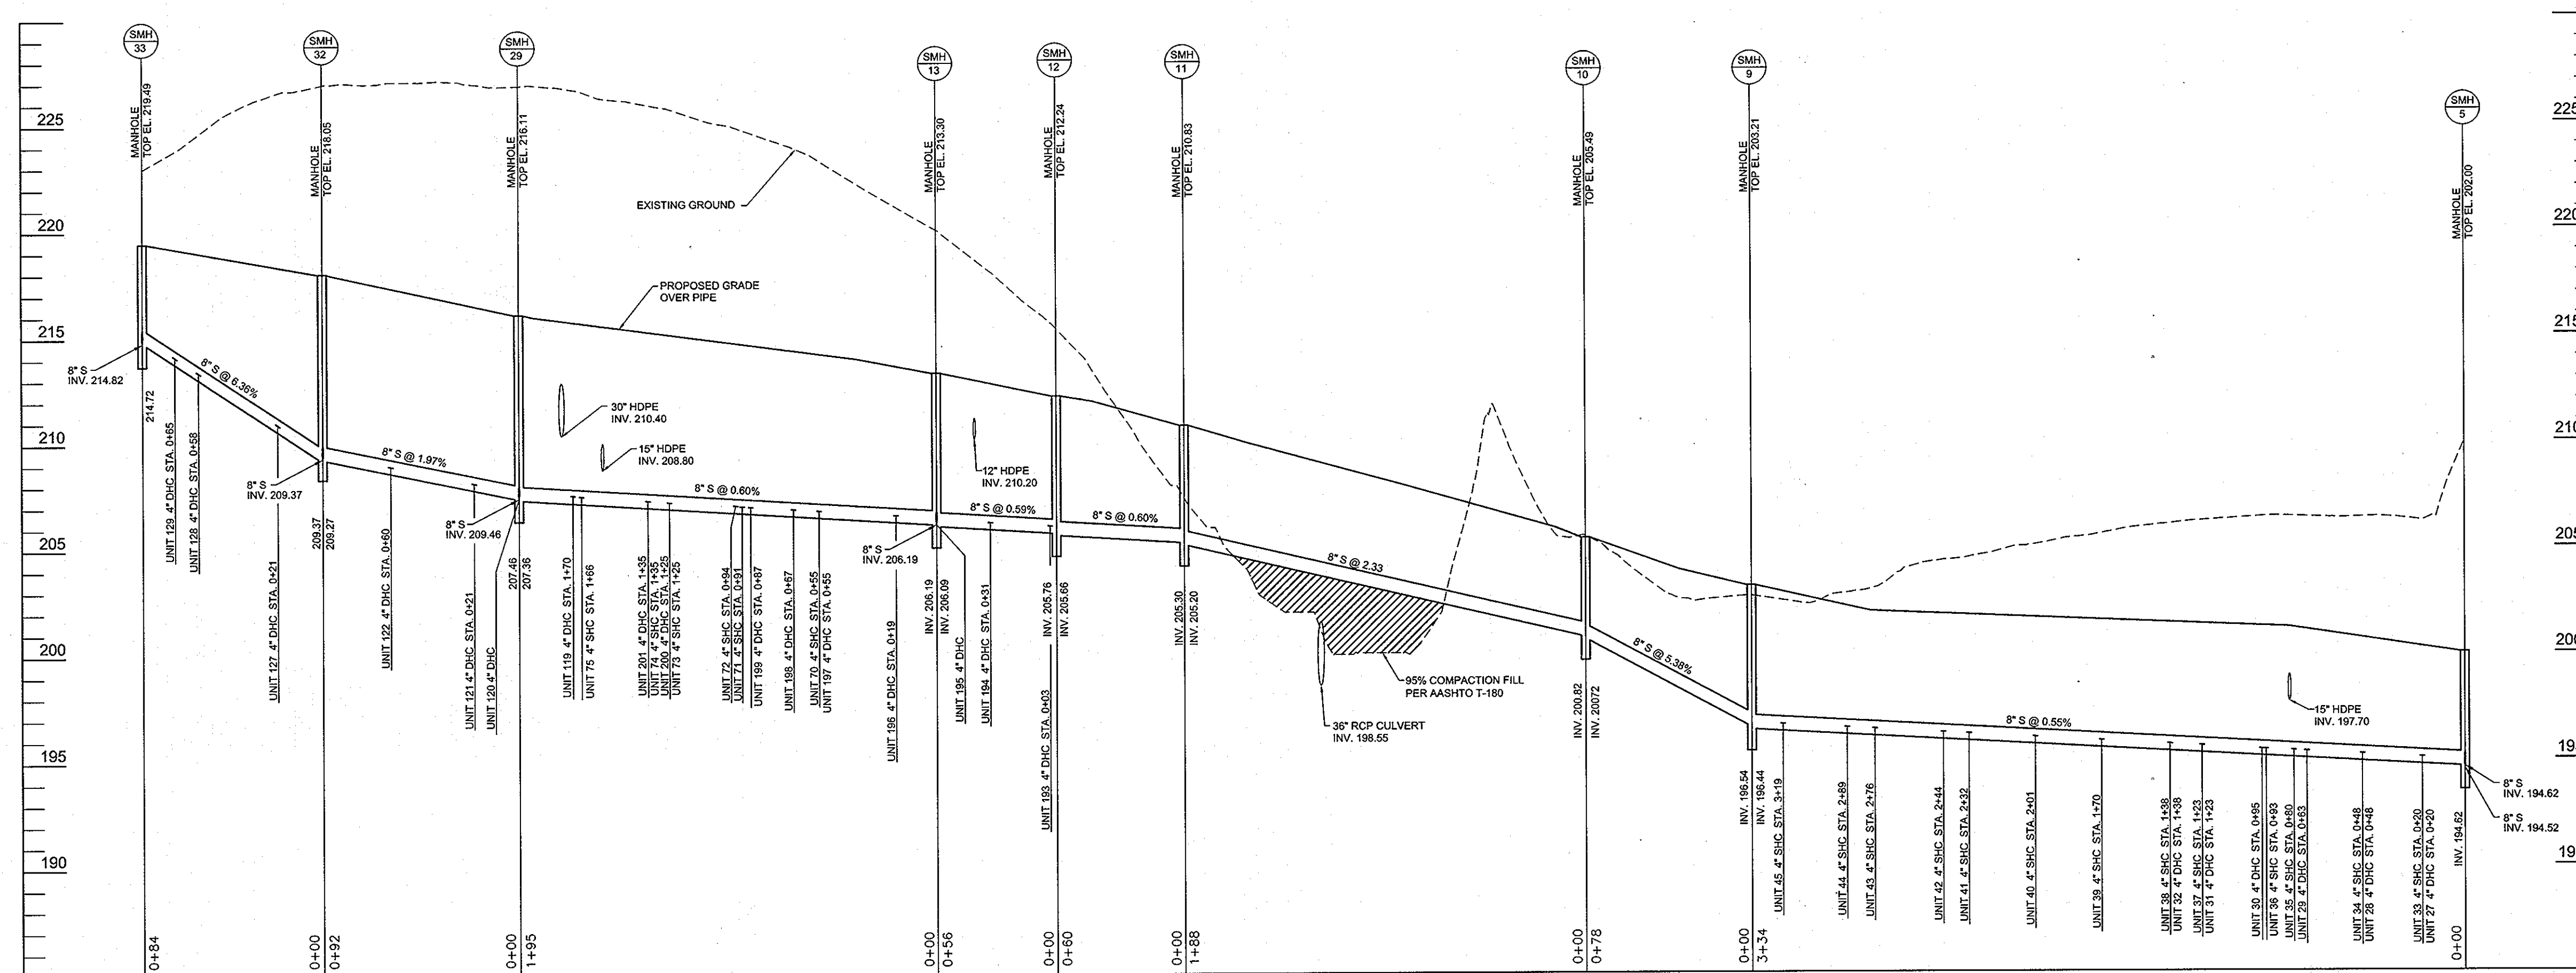 SMH
33
SMH
32
SMH
29
SMH
13
SMH
12
SMH
11
SMH
10
SMH
9
SMH
5
MANHOLE
TOP EL. 219.49
MANHOLE
TOP EL. 218.05
MANHOLE
TOP EL. 216.11
MANHOLE
TOP EL. 213.30
MANHOLE
TOP EL. 212.24
MANHOLE
TOP EL. 210.83
MANHOLE
TOP EL. 205.49
MANHOLE
TOP EL. 203.21
MANHOLE
TOP EL. 202.00
225
220
215
210
205
200
195
190
225
220
215
210
205
200
195
19
EXISTING GROUND
PROPOSED GRADE
OVER PIPE
8" S
INV. 214.82
8" S @ 6.36%
214.72
UNIT 129 4" DHC STA. 0+65
UNIT 128 4" DHC STA. 0+58
UNIT 127 4" DHC STA. 0+21
8" S
INV. 209.37
209.37
209.27
8" S @ 1.97%
UNIT 122 4" DHC STA. 0+60
UNIT 121 4" DHC STA. 0+21
UNIT 120 4" DHC
8" S
INV. 209.46
207.46
207.36
30" HDPE
INV. 210.40
15" HDPE
INV. 208.80
8" S @ 0.60%
UNIT 119 4" DHC STA. 1+70
UNIT 75 4" SHC STA. 1+66
UNIT 201 4" DHC STA. 1+35
UNIT 74 4" SHC STA. 1+35
UNIT 200 4" DHC STA. 1+25
UNIT 73 4" SHC STA. 1+25
UNIT 72 4" SHC STA. 0+94
UNIT 71 4" SHC STA. 0+91
UNIT 199 4" DHC STA. 0+87
UNIT 198 4" DHC STA. 0+67
UNIT 70 4" SHC STA. 0+55
UNIT 197 4" DHC STA. 0+55
UNIT 196 4" DHC STA. 0+19
8" S
INV. 206.19
INV. 206.19
INV. 206.09
UNIT 195 4" DHC
UNIT 194 4" DHC STA. 0+31
12" HDPE
INV. 210.20
8" S @ 0.59%
UNIT 193 4" DHC STA. 0+03
INV. 205.76
INV. 205.66
8" S @ 0.60%
INV. 205.30
INV. 205.20
8" S @ 2.33
95% COMPACTION FILL
PER AASHTO T-180
36" RCP CULVERT
INV. 198.55
INV. 200.82
INV. 20072
8" S @ 5.38%
INV. 196.54
INV. 196.44
8" S @ 0.55%
15" HDPE
INV. 197.70
UNIT 45 4" SHC STA. 3+19
UNIT 44 4" SHC STA. 2+89
UNIT 43 4" SHC STA. 2+76
UNIT 42 4" SHC STA. 2+44
UNIT 41 4" SHC STA. 2+32
UNIT 40 4" SHC STA. 2+01
UNIT 39 4" SHC STA. 1+70
UNIT 38 4" SHC STA. 1+38
UNIT 32 4" DHC STA. 1+38
UNIT 37 4" SHC STA. 1+23
UNIT 31 4" DHC STA. 1+23
UNIT 30 4" DHC STA. 0+95
UNIT 36 4" SHC STA. 0+93
UNIT 35 4" SHC STA. 0+80
UNIT 29 4" DHC STA. 0+63
UNIT 34 4" SHC STA. 0+48
UNIT 28 4" DHC STA. 0+48
UNIT 33 4" SHC STA. 0+20
UNIT 27 4" DHC STA. 0+20
INV. 194.62
8" S
INV. 194.62
8" S
INV. 194.52
0+84
0+00
0+92
0+00
1+95
0+00
0+56
0+00
0+60
0+00
1+88
0+00
0+78
0+00
3+34
0+00